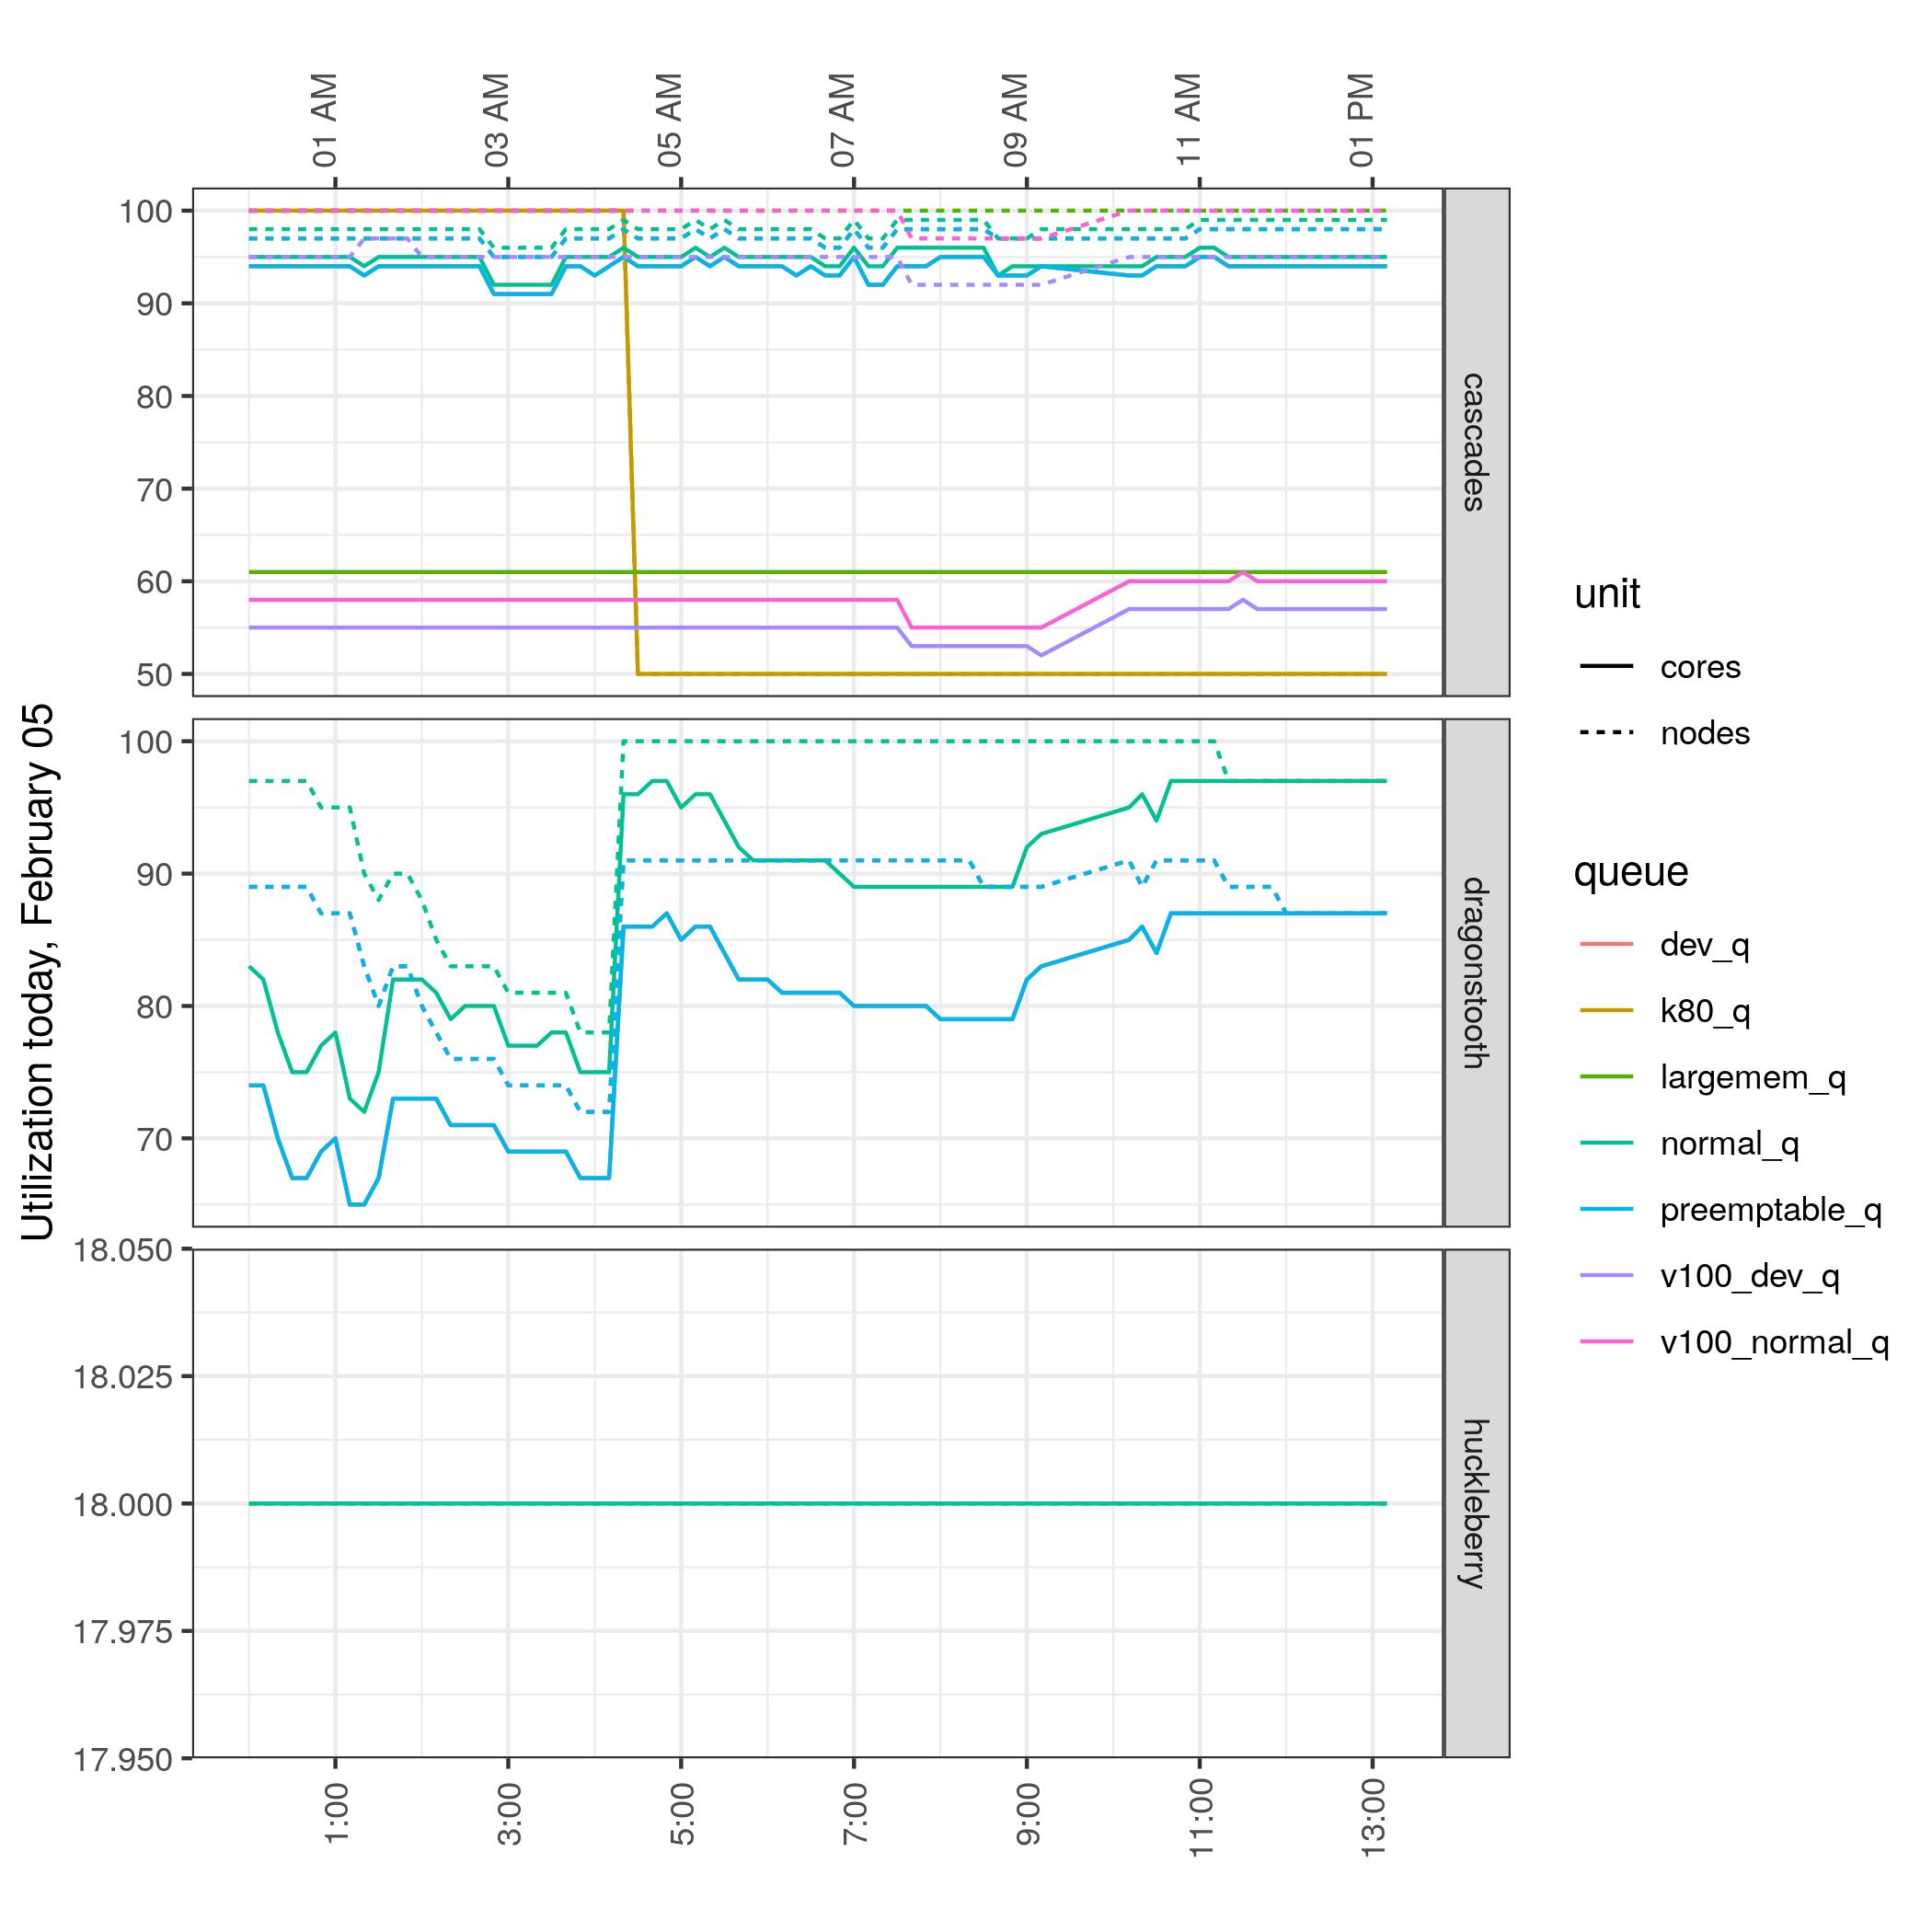 01 AM
03 AM
05 AM
07 AM
09 AM
11 AM
01 PM
Utilization today, February 05
100
90
80
70
60
50
cascades
100
90
80
70
dragonstooth
18.050
18.025
18.000
17.975
17.950
huckleberry
1:00
3:00
5:00
7:00
9:00
11:00
13:00
unit
cores
nodes
queue
dev_q
k80_q
largemem_q
normal_q
preemptable_q
v100_dev_q
v100_normal_q